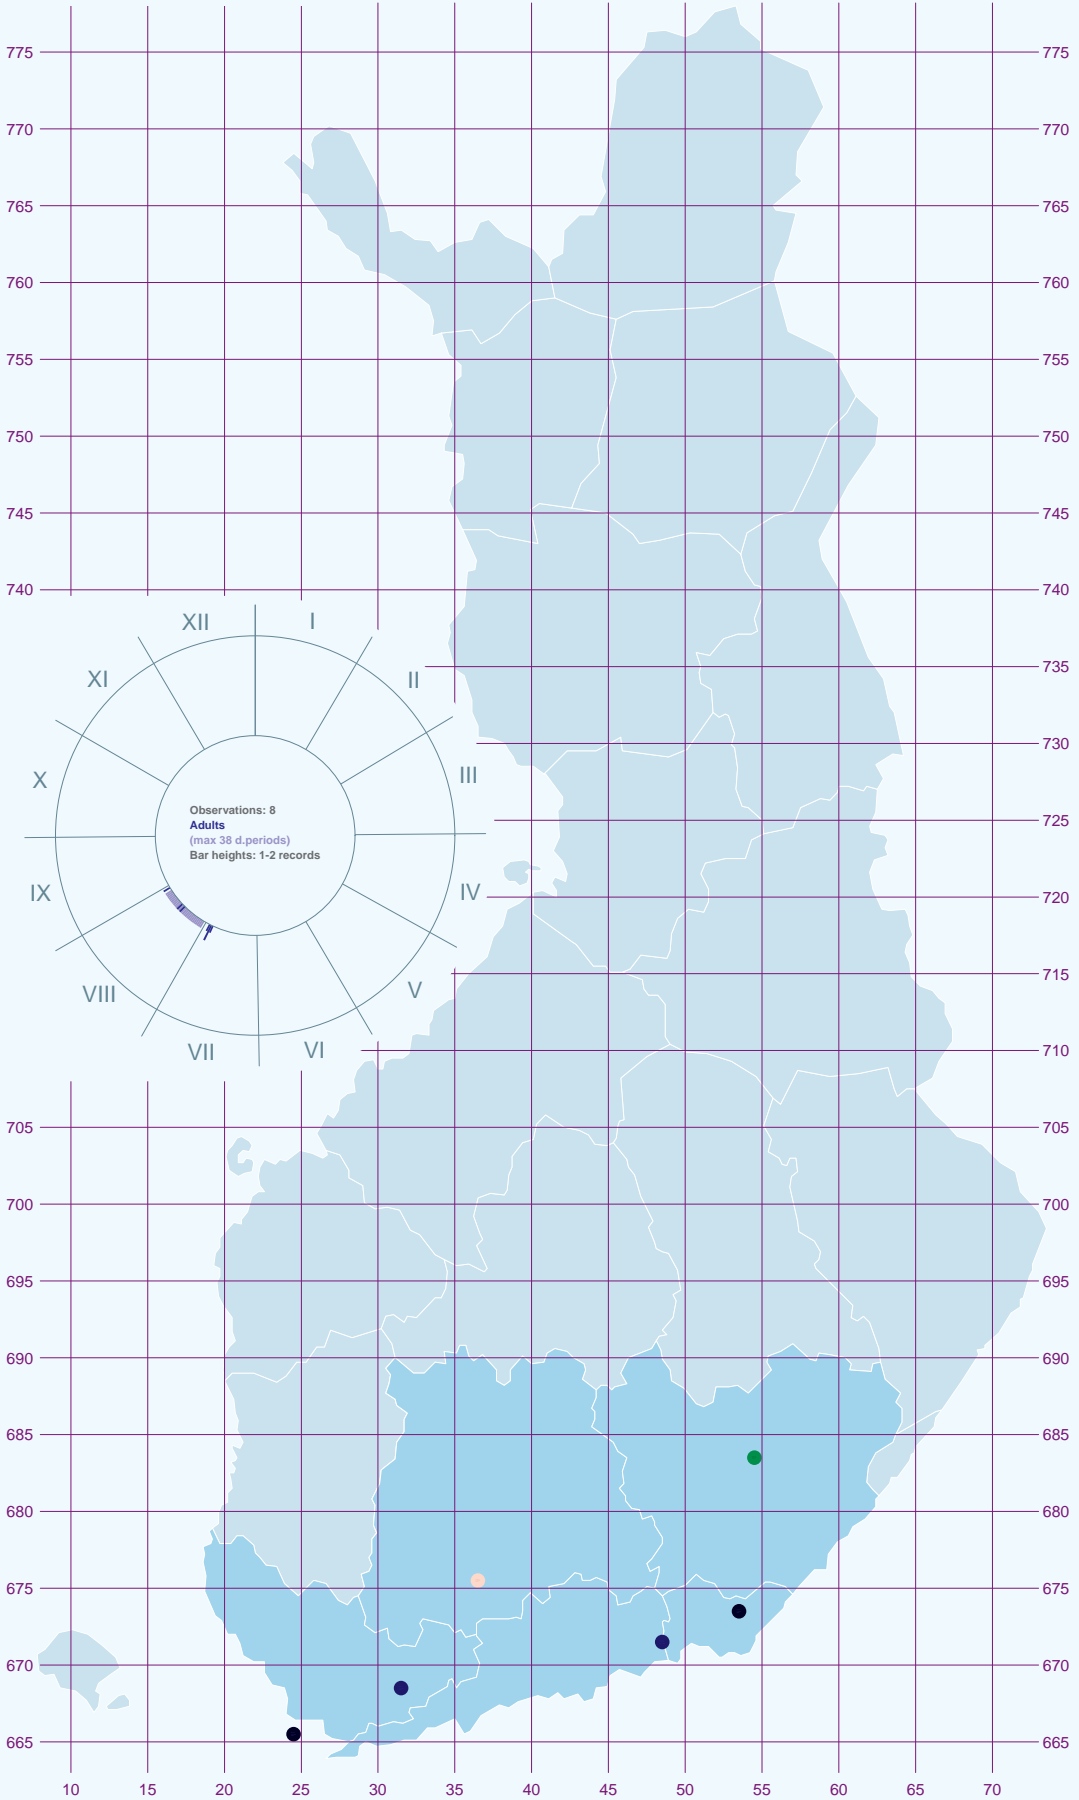 775 775
770 770
765 765
760 760
755 755
750 750
745 745
740 740
XII I
XI II
735
730
X III
Observations: 8
Adults
(max 38 d.periods)
Bar heights: 1-2 records
725
IX IV
720
VIII V
715
VII VI
710
705 705
700 700
695 695
690 690
685 685
680 680
675 675
670 670
665 665
10 15 20 25 30 35 40 45 50 55 60 65 70